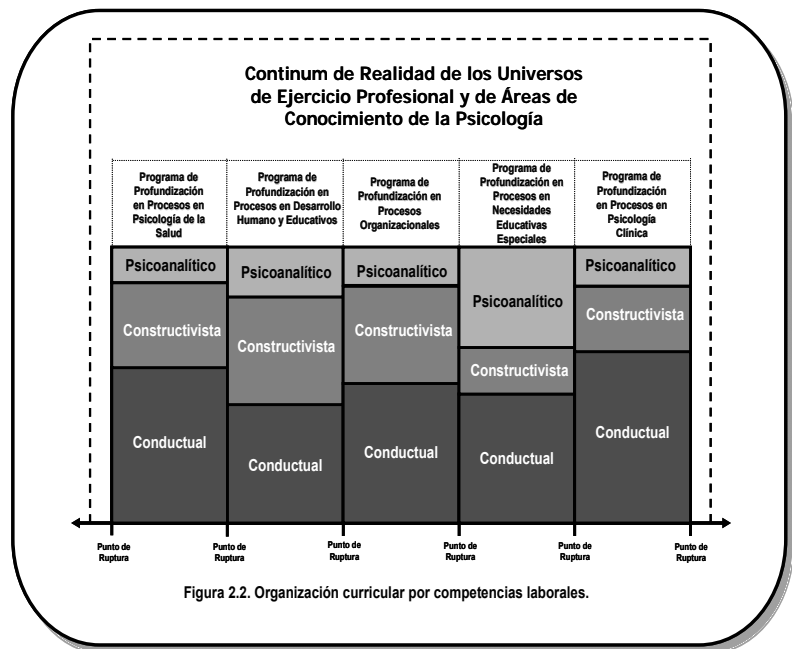 Continum de Realidad de los Universos
de Ejercicio Profesional y de Áreas de
Conocimiento de la Psicología
Programa de
Profundización
en Procesos en
Psicología de la
Salud
Programa de
Profundización en
Procesos en Desarrollo
Humano y Educativos
Programa de
Profundización en
Procesos
Organizacionales
Programa de
Profundización en
Procesos en
Necesidades
Educativas
Especiales
Programa de
Profundización
en Procesos en
Psicología
Clínica
Psicoanalítico
Constructivista
Conductual
Psicoanalítico
Constructivista
Conductual
Psicoanalítico
Constructivista
Conductual
Psicoanalítico
Constructivista
Conductual
Psicoanalítico
Constructivista
Conductual
Punto de
Ruptura
Punto de
Ruptura
Punto de
Ruptura
Punto de
Ruptura
Punto de
Ruptura
Punto de
Ruptura
Figura 2.2. Organización curricular por competencias laborales.